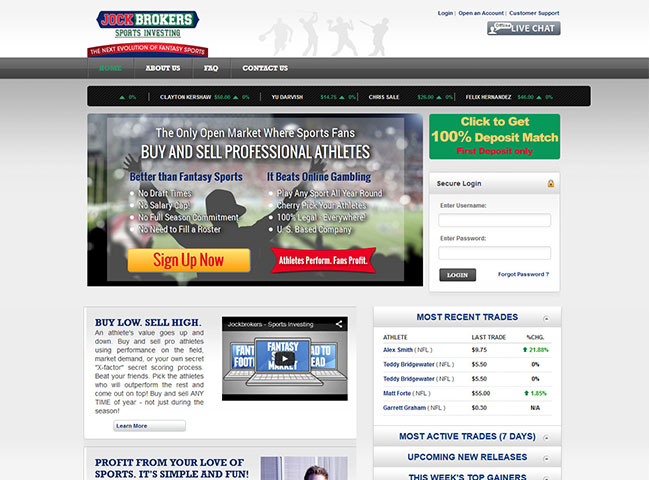 Login | Open an Account | Customer Support
JOCK BROKERS
SPORTS INVESTING
THE NEXT EVOLUTION OF FANTASY SPORTS
Offline
LIVE CHAT
HOME
ABOUT US
FAQ
CONTACT US
0% | CLAYTON KERSHAW $50.00 0% | YU DARVISH $14.75 0% | CHRIS SALE $26.00 0% | FELIX HERNANDEZ $40.00 0%
The Only Open Market Where Sports Fans
BUY AND SELL PROFESSIONAL ATHLETES
Better than Fantasy Sports
No Draft Times
No Salary Cap
No Full Season Commitment
No Need to Fill a Roster
It Beats Online Gambling
Play Any Sport All Year Round
Cherry Pick Your Athletes
100% Legal - Everywhere!
U. S. Based Company
Sign Up Now
Athletes Perform. Fans Profit.
Click to Get
100% Deposit Match
First Deposit only
Secure Login
Enter Username:
Enter Password:
LOGIN
Forgot Password ?
BUY LOW. SELL HIGH.
An athlete's value goes up and
down. Buy and sell pro athletes
using performance on the field,
market demand, or your own secret
"X-factor" secret scoring process.
Beat your friends. Pick the athletes
who will outperform the rest and
come out on top! Buy and sell ANY
TIME of year - not just during the
season!
Learn More
Jockbrokers - Sports Investing
FANTASY
MARKET
PROFIT FROM YOUR LOVE OF
SPORTS. IT'S SIMPLE AND FUN!
MOST RECENT TRADES
ATHLETE LAST TRADE %CHG.
Alex Smith ( NFL ) $9.75 21.88%
Teddy Bridgewater ( NFL ) $5.50 0%
Teddy Bridgewater ( NFL ) $5.50 0%
Matt Forte ( NFL ) $55.00 1.85%
Garrett Graham ( NFL ) $0.30 N/A
MOST ACTIVE TRADES (7 DAYS)
UPCOMING NEW RELEASES
THIS WEEK'S TOP GAINERS